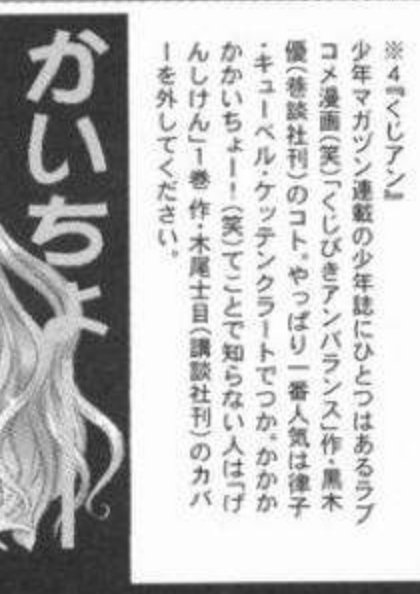 ※4『くじアン』
少年マガヅン連載の少年誌にひとつはあるラブ
コメ漫画(笑)「くじびきアンバランス」作・黒木
優(巻談社刊)のコト。やっぱり一番人気は律子
・キューベル・ケッテンクラートでつか。かかか
かかいちょー!(笑)てことで知らない人は「げ
んしけん」1巻 作・木尾士目(講談社刊)のカバ
ーを外してください。
かいちょ